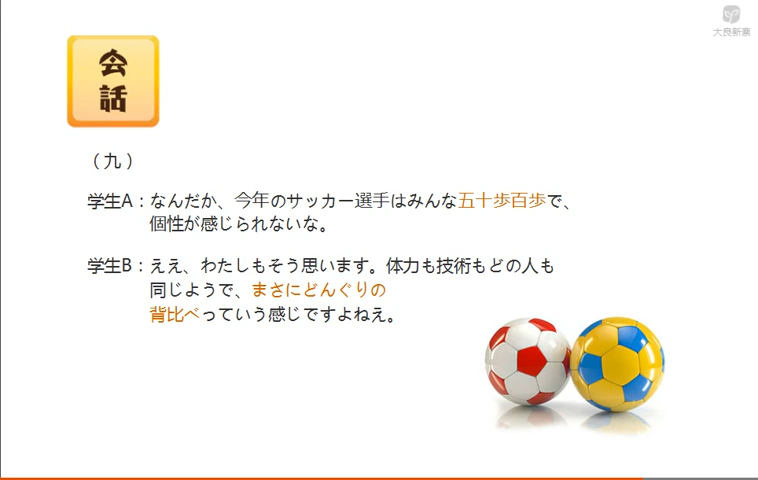 大良新寨
会
話
（九）
学生A：なんだか、今年のサッカー選手はみんな五十歩百歩で、
個性が感じられないな。
学生B：ええ、わたしもそう思います。体力も技術もどの人も
同じようで、まさにどんぐりの
背比べっていう感じですよねえ。